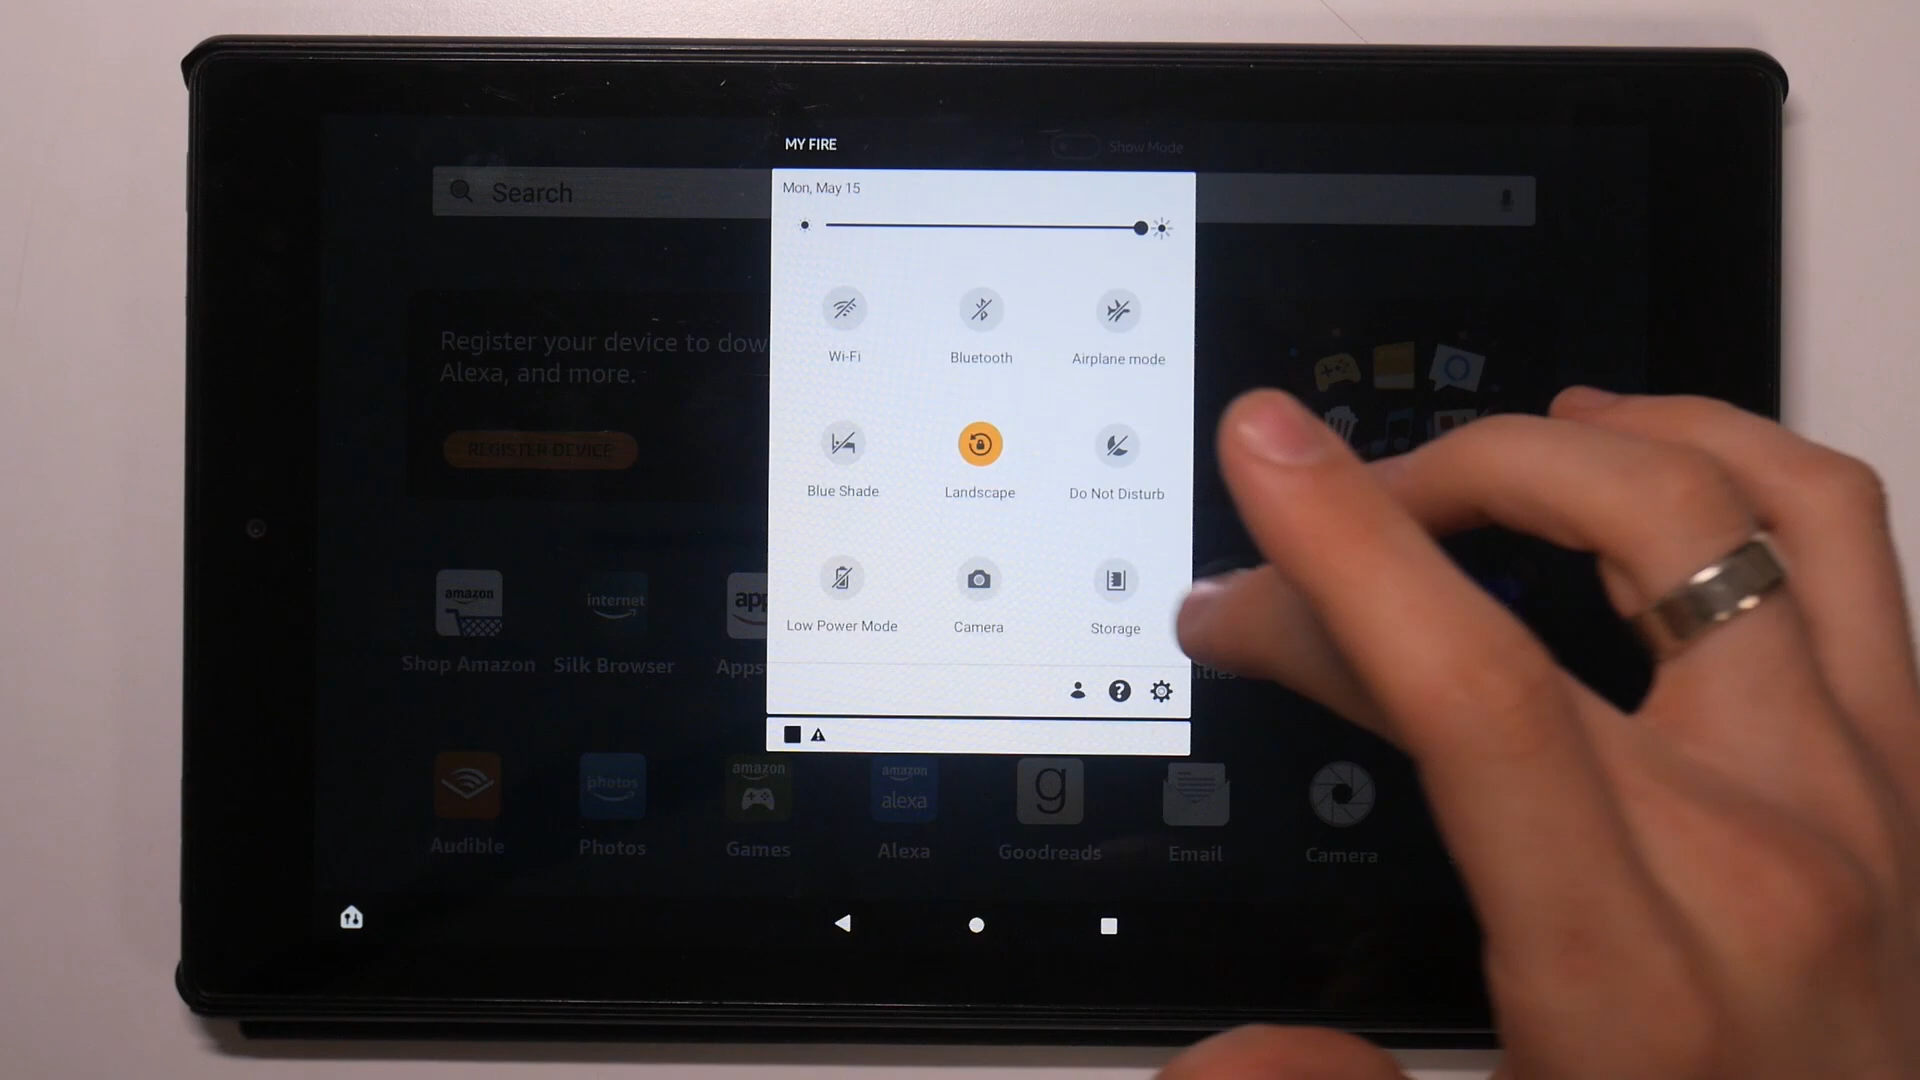 MY FIRE
Show Mode
Mon, May 15
Search
Wi-Fi
Bluetooth
Airplane mode
Register your device to dow
Alexa, and more.
REGISTER DEVICE
Blue Shade
Landscape
Do Not Disturb
Low Power Mode
Camera
Storage
amazon
internet
app
Shop Amazon
Silk Browser
Apps
?
photos
amazon
amazon
alexa
g
Audible
Photos
Games
Alexa
Goodreads
Email
Camera